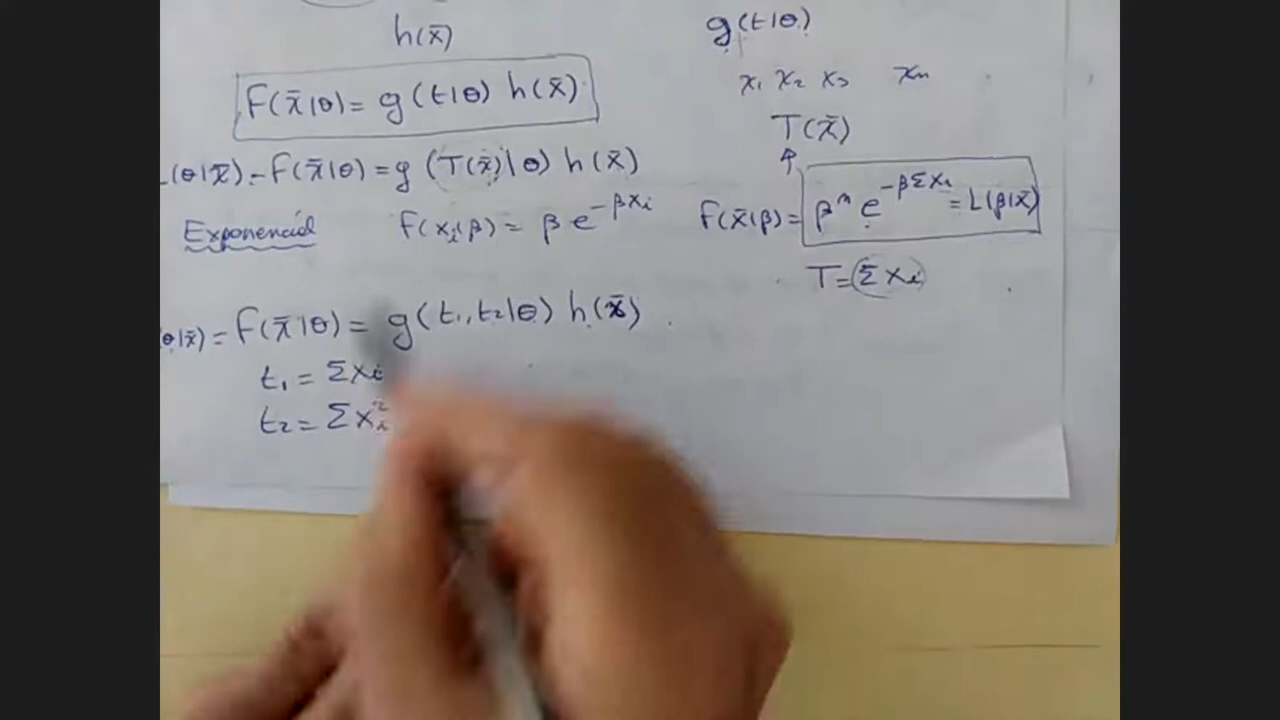 h(x̄)
F(x̄|θ) = g(t|θ) h(x̄)
(θ|x̄) = F(x̄|θ) = g (T(x̄)|θ) h(x̄)
Exponencial F(xᵢ|β) = β e^{-βxᵢ}
θ|x̄) = F(x̄|θ) = g(t₁, t₂|θ) h(x̄)
t₁ = Σxᵢ
t₂ = Σxᵢ²
g(t|θ)
x₁ x₂ x₃ xₙ
T(x̄)
F(x̄|β) = βⁿ e^{-βΣxᵢ} = L(β|x̄)
T = Σxᵢ